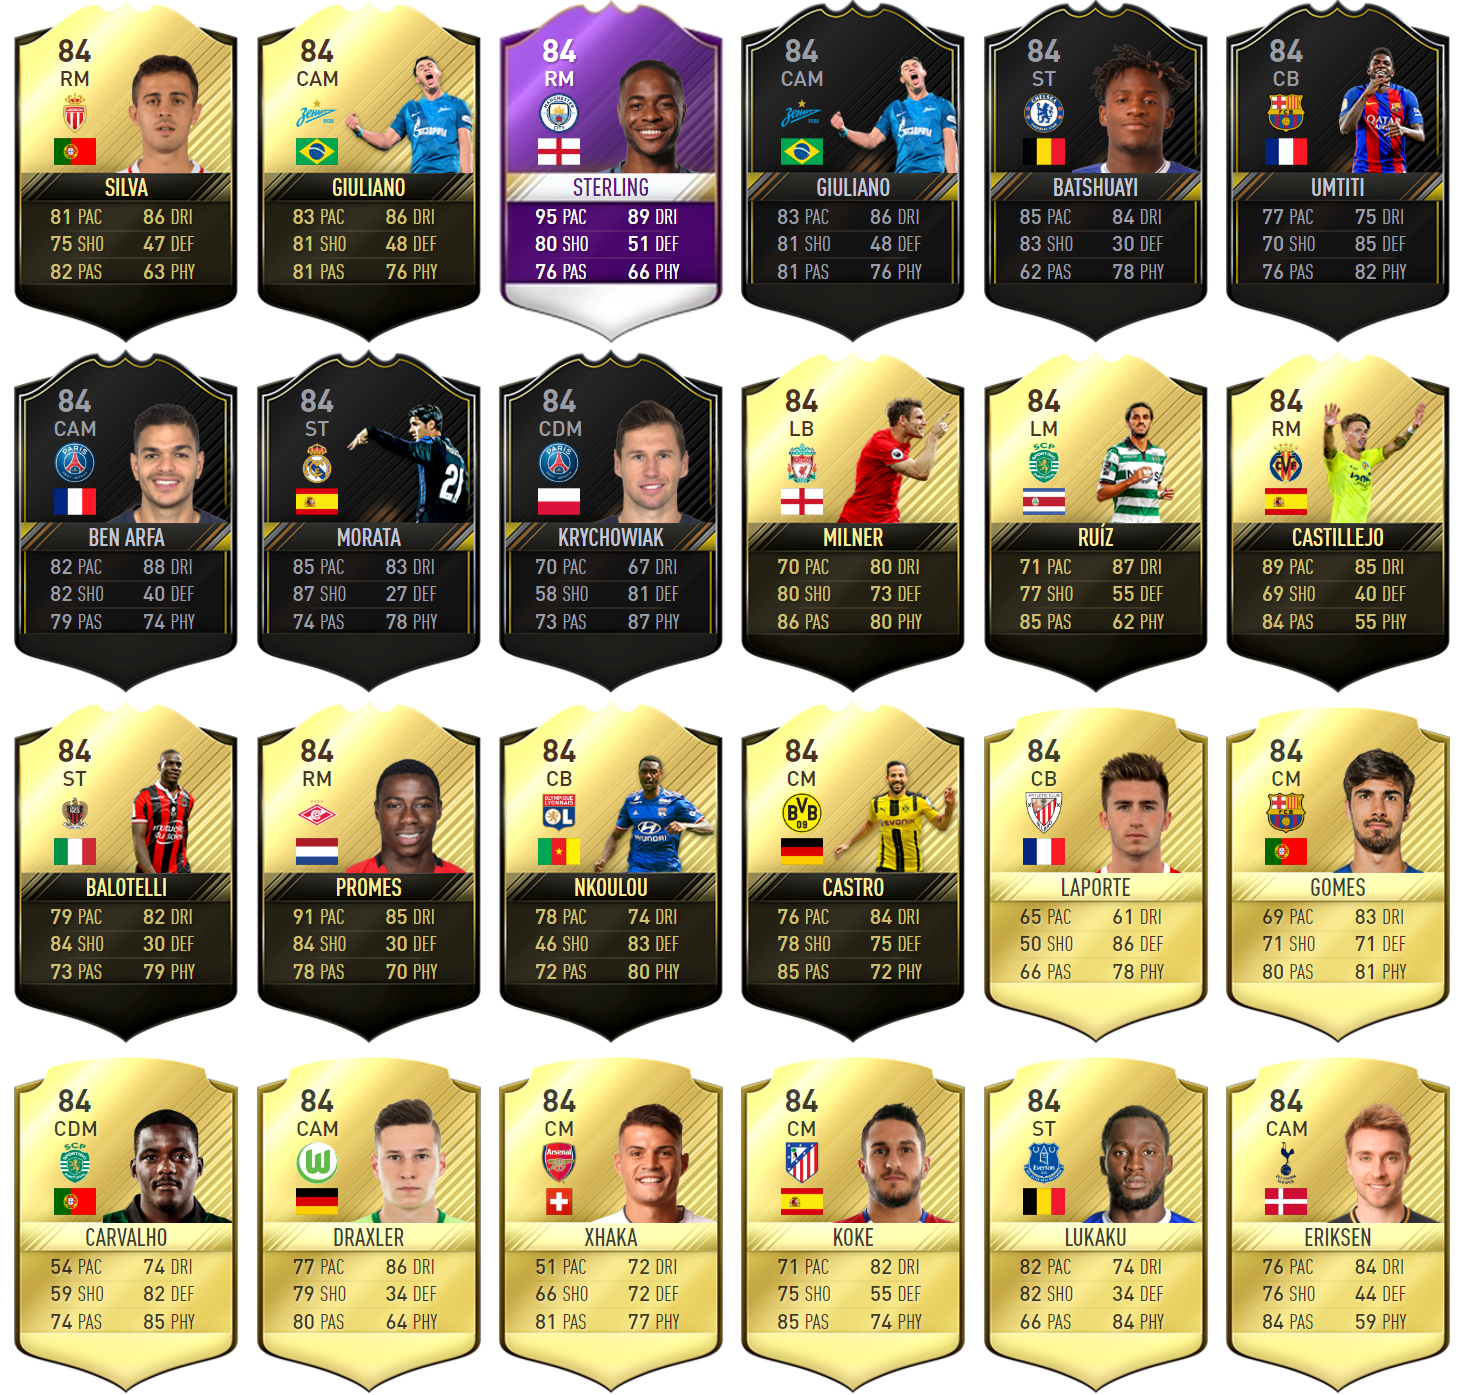 84
RM
SILVA
81 PAC 86 DRI
75 SHO 47 DEF
82 PAS 63 PHY
84
CAM
GIULIANO
83 PAC 86 DRI
81 SHO 48 DEF
81 PAS 76 PHY
84
RM
STERLING
95 PAC 89 DRI
80 SHO 51 DEF
76 PAS 66 PHY
84
CAM
GIULIANO
83 PAC 86 DRI
81 SHO 48 DEF
81 PAS 76 PHY
84
ST
BATSHUAYI
85 PAC 84 DRI
83 SHO 30 DEF
62 PAS 78 PHY
84
CB
UMTITI
77 PAC 75 DRI
70 SHO 85 DEF
76 PAS 82 PHY
84
CAM
BEN ARFA
82 PAC 88 DRI
82 SHO 40 DEF
79 PAS 74 PHY
84
ST
21
MORATA
85 PAC 83 DRI
87 SHO 27 DEF
74 PAS 78 PHY
84
CDM
KRYCHOWIAK
70 PAC 67 DRI
58 SHO 81 DEF
73 PAS 87 PHY
84
LB
MILNER
70 PAC 80 DRI
80 SHO 73 DEF
86 PAS 80 PHY
84
LM
RUÍZ
71 PAC 87 DRI
77 SHO 55 DEF
85 PAS 62 PHY
84
RM
CASTILLEJO
89 PAC 85 DRI
69 SHO 40 DEF
84 PAS 55 PHY
84
ST
BALOTELLI
79 PAC 82 DRI
84 SHO 30 DEF
73 PAS 79 PHY
84
RM
PROMES
91 PAC 85 DRI
84 SHO 30 DEF
78 PAS 70 PHY
84
CB
OLYMPIQUE
LYONNAIS
OL
HYUNDAI
NKOULOU
78 PAC 74 DRI
46 SHO 83 DEF
72 PAS 80 PHY
84
CM
BVB
09
EVONIK
CASTRO
76 PAC 84 DRI
78 SHO 75 DEF
85 PAS 72 PHY
84
CB
LAPORTE
65 PAC 61 DRI
50 SHO 86 DEF
66 PAS 78 PHY
84
CM
GOMES
69 PAC 83 DRI
71 SHO 71 DEF
80 PAS 81 PHY
84
CDM
CARVALHO
54 PAC 74 DRI
59 SHO 82 DEF
74 PAS 85 PHY
84
CAM
DRAXLER
77 PAC 86 DRI
79 SHO 34 DEF
80 PAS 64 PHY
84
CM
Arsenal
XHAKA
51 PAC 72 DRI
66 SHO 72 DEF
81 PAS 77 PHY
84
CM
KOKE
71 PAC 82 DRI
75 SHO 55 DEF
85 PAS 74 PHY
84
ST
Everton
LUKAKU
82 PAC 74 DRI
82 SHO 34 DEF
66 PAS 84 PHY
84
CAM
ERIKSEN
76 PAC 84 DRI
76 SHO 44 DEF
84 PAS 59 PHY